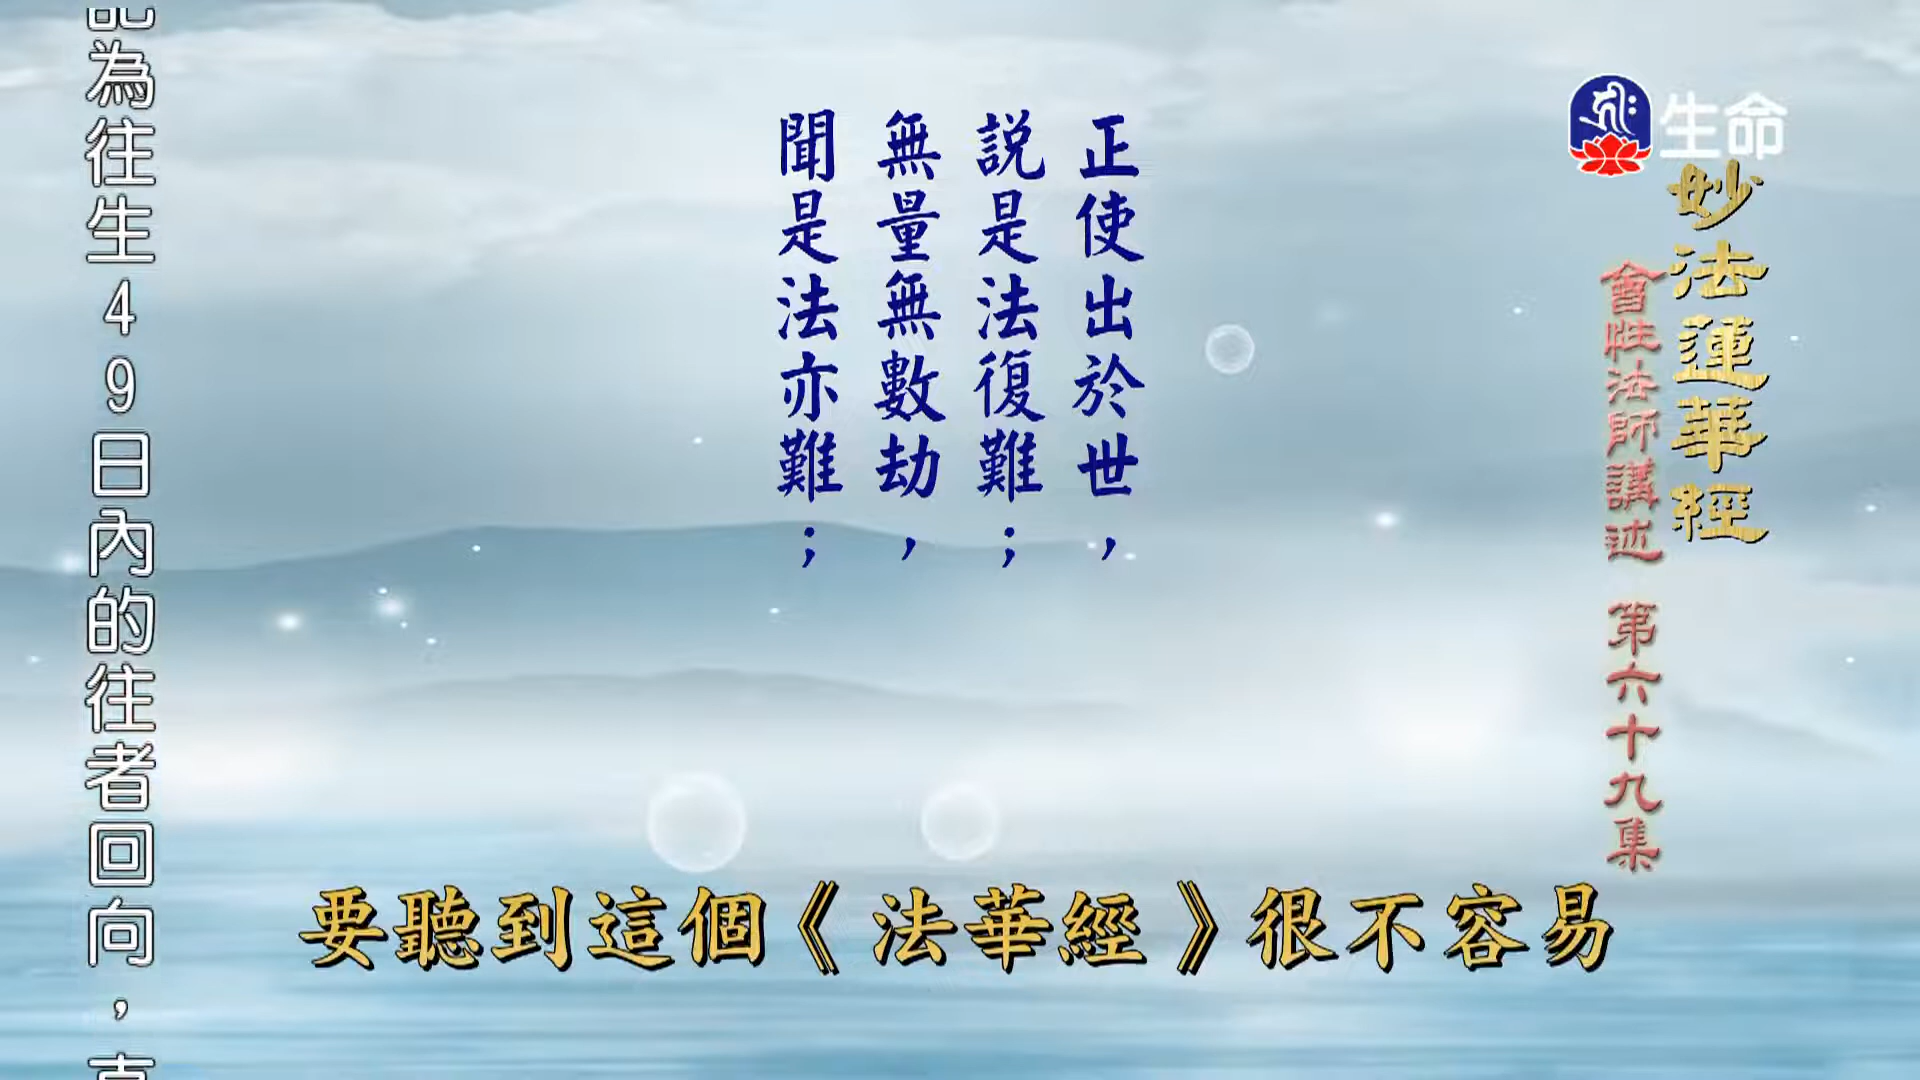 生命
妙法蓮華經
會性法師講述 第六十九集
正使出於世，
說是法復難；
無量無數劫，
聞是法亦難；
為往生49日內的往者回向，
要聽到這個《法華經》很不容易